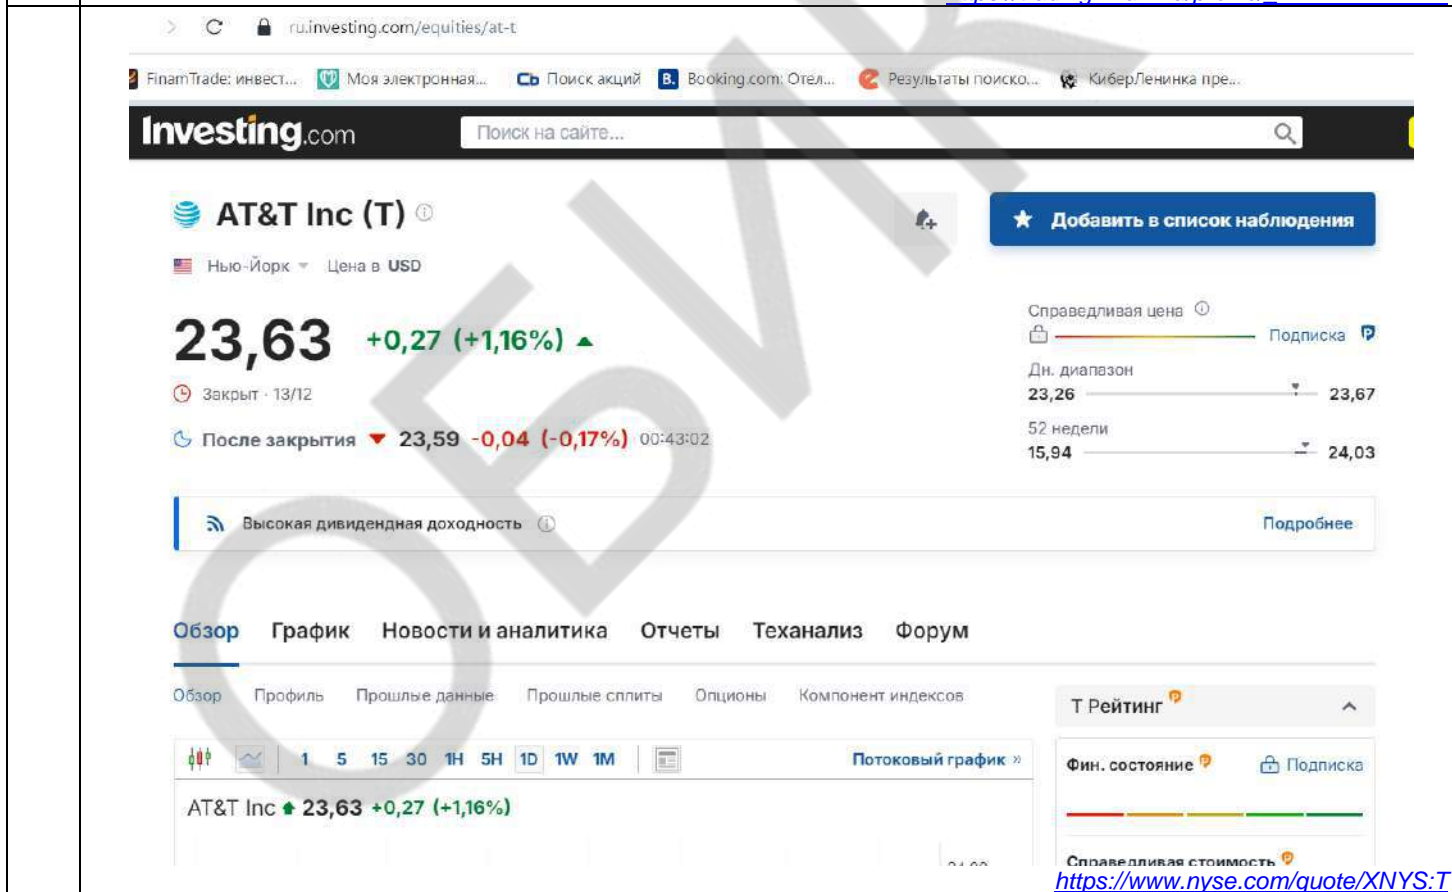 ru.investing.com/equities/at-t
FinamTrade: инвест... Моя электронная... Сь Поиск акций B. Booking.com: Отел... Результаты поиско... КиберЛенинка пре...
Investing.com Поиск на сайте...
AT&T Inc (T)
Добавить в список наблюдения
Нью-Йорк Цена в USD
23,63 +0,27 (+1,16%)
Справедливая цена
Подписка
Закрыт · 13/12
Дн. диапазон
23,26 23,67
После закрытия 23,59 -0,04 (-0,17%) 00:43:02
52 недели
15,94 24,03
Высокая дивидендная доходность Подробнее
Обзор График Новости и аналитика Отчеты Теханализ Форум
Обзор Профиль Прошлые данные Прошлые сплиты Опционы Компонент индексов
Т Рейтинг
1 5 15 30 1H 5H 1D 1W 1M Потоковый график »
Фин. состояние Подписка
AT&T Inc 23,63 +0,27 (+1,16%)
Справедливая стоимость
https://www.nyse.com/quote/XNYS:T
ОБИК